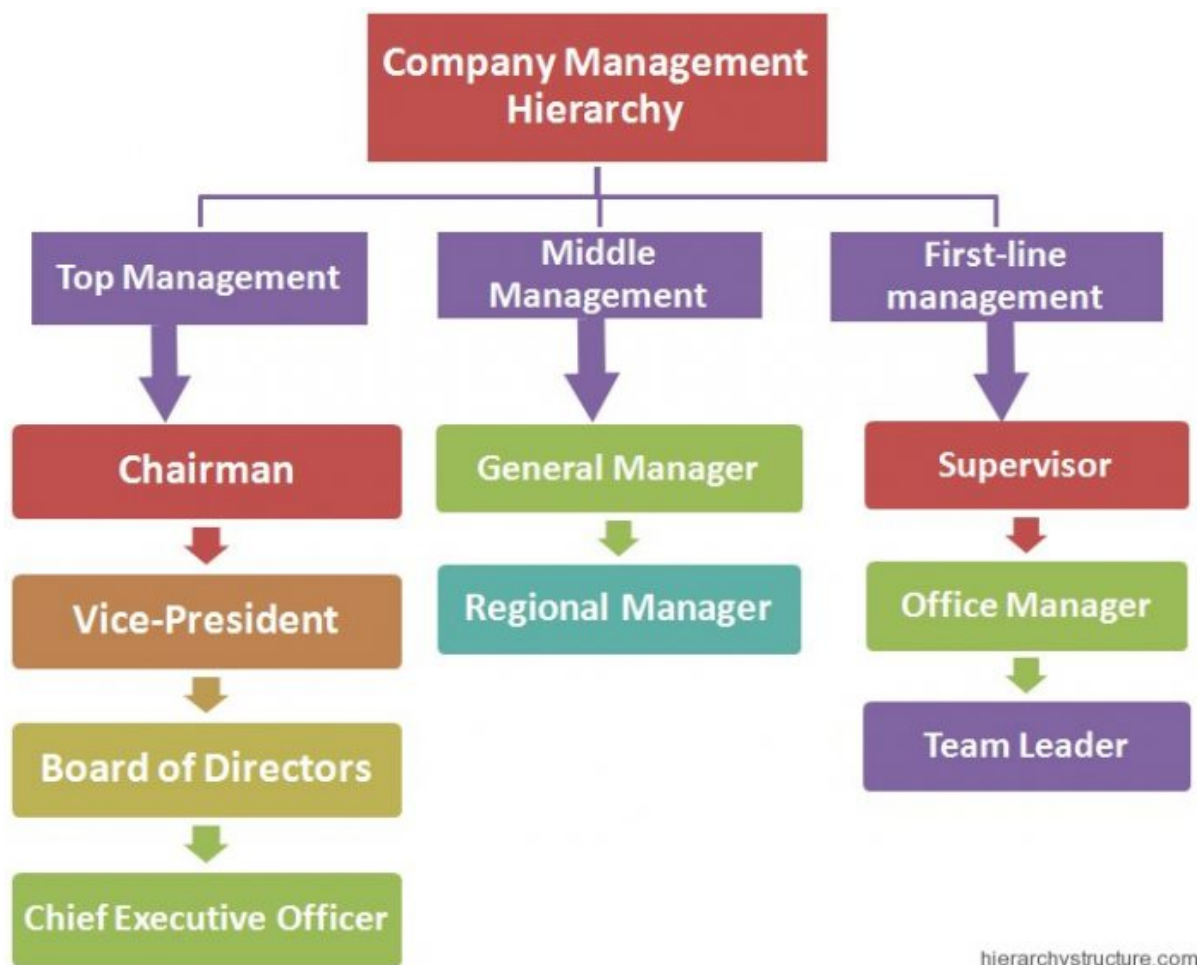 Company Management
Hierarchy
Top Management
Middle
Management
First-line
management
Chairman
Vice-President
Board of Directors
Chief Executive Officer
General Manager
Regional Manager
Supervisor
Office Manager
Team Leader
hierarchystructure.com